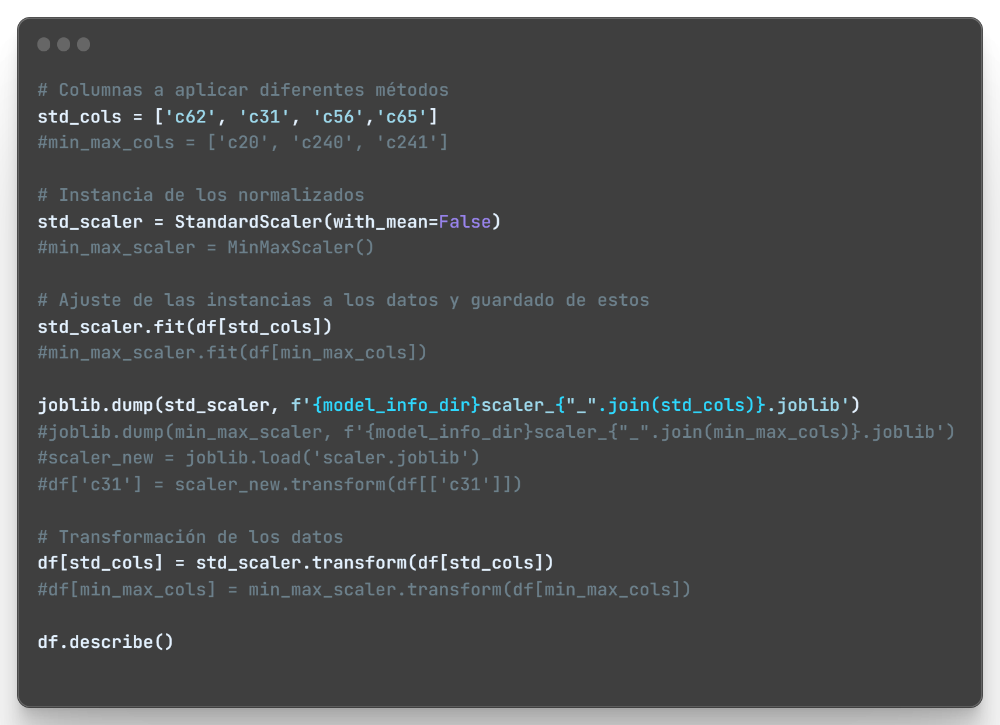 # Columnas a aplicar diferentes métodos
std_cols = ['c62', 'c31', 'c56','c65']
#min_max_cols = ['c20', 'c240', 'c241']
# Instancia de los normalizados
std_scaler = StandardScaler(with_mean=False)
#min_max_scaler = MinMaxScaler()
# Ajuste de las instancias a los datos y guardado de estos
std_scaler.fit(df[std_cols])
#min_max_scaler.fit(df[min_max_cols])
joblib.dump(std_scaler, f'{model_info_dir}scaler_{"_".join(std_cols)}.joblib')
#joblib.dump(min_max_scaler, f'{model_info_dir}scaler_{"_".join(min_max_cols)}.joblib')
#scaler_new = joblib.load('scaler.joblib')
#df['c31'] = scaler_new.transform(df[['c31']])
# Transformación de los datos
df[std_cols] = std_scaler.transform(df[std_cols])
#df[min_max_cols] = min_max_scaler.transform(df[min_max_cols])
df.describe()